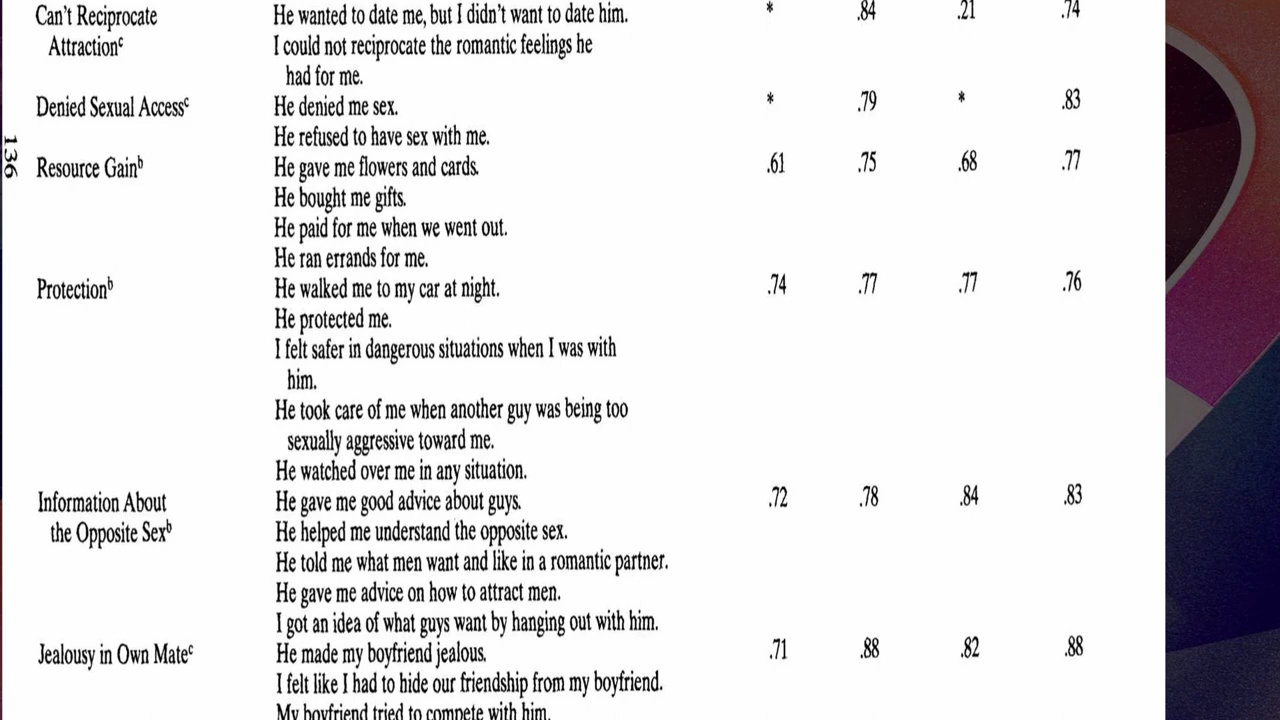 Can't Reciprocate He wanted to date me, but I didn't want to date him. * .84 .21 .74
Attractionᶜ I could not reciprocate the romantic feelings he
had for me.
Denied Sexual Accessᶜ He denied me sex. * .79 * .83
He refused to have sex with me.
136
Resource Gainᵇ He gave me flowers and cards. .61 .75 .68 .77
He bought me gifts.
He paid for me when we went out.
He ran errands for me.
Protectionᵇ He walked me to my car at night. .74 .77 .77 .76
He protected me.
I felt safer in dangerous situations when I was with
him.
He took care of me when another guy was being too
sexually aggressive toward me.
He watched over me in any situation.
Information About He gave me good advice about guys. .72 .78 .84 .83
the Opposite Sexᵇ He helped me understand the opposite sex.
He told me what men want and like in a romantic partner.
He gave me advice on how to attract men.
I got an idea of what guys want by hanging out with him.
Jealousy in Own Mateᶜ He made my boyfriend jealous. .71 .88 .82 .88
I felt like I had to hide our friendship from my boyfriend.
My boyfriend tried to compete with him.